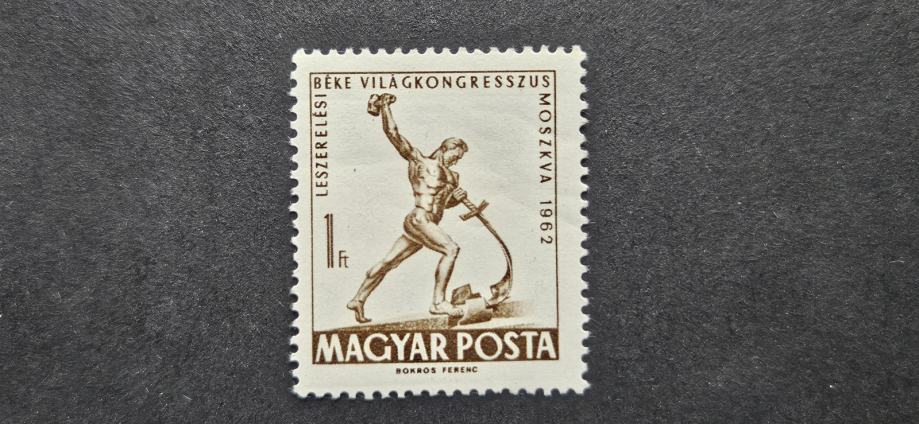 LESZERELÉSI
BÉKE VILÁGKONGRESSZUS
MOSZKVA 1962
1 Ft
MAGYAR POSTA
BOKROS FERENC